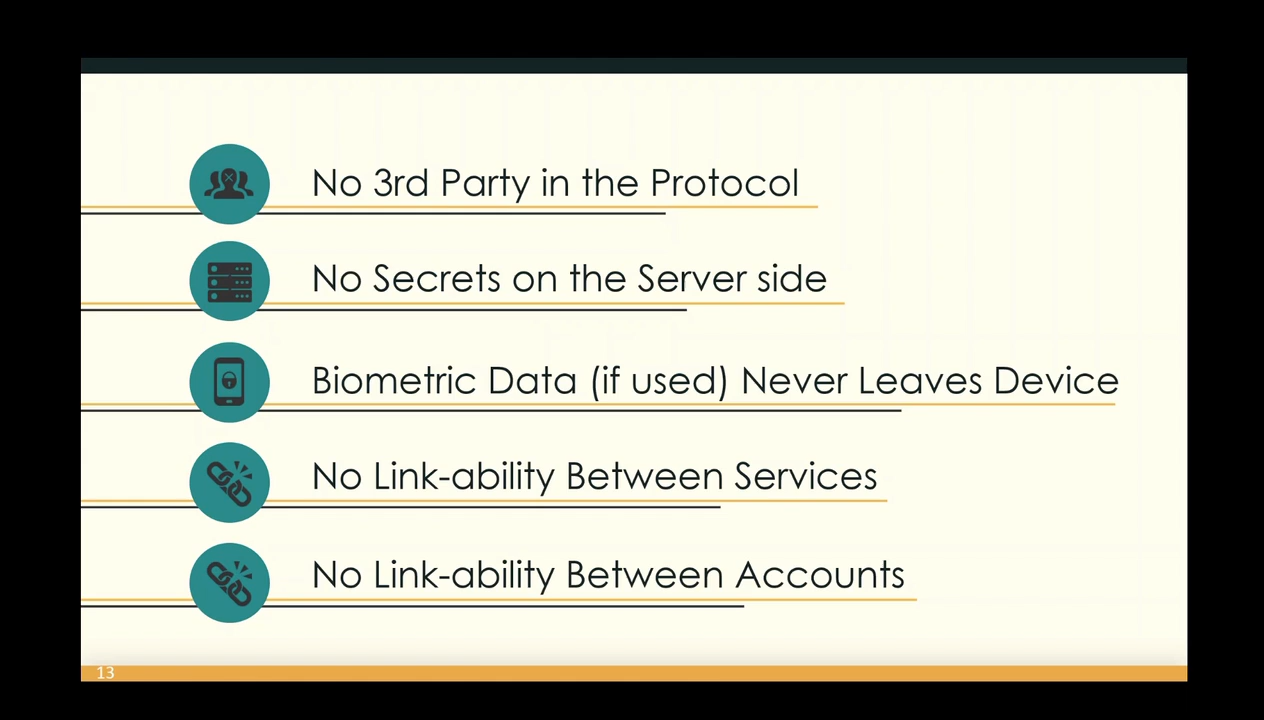 No 3rd Party in the Protocol
No Secrets on the Server side
Biometric Data (if used) Never Leaves Device
No Link-ability Between Services
No Link-ability Between Accounts
13